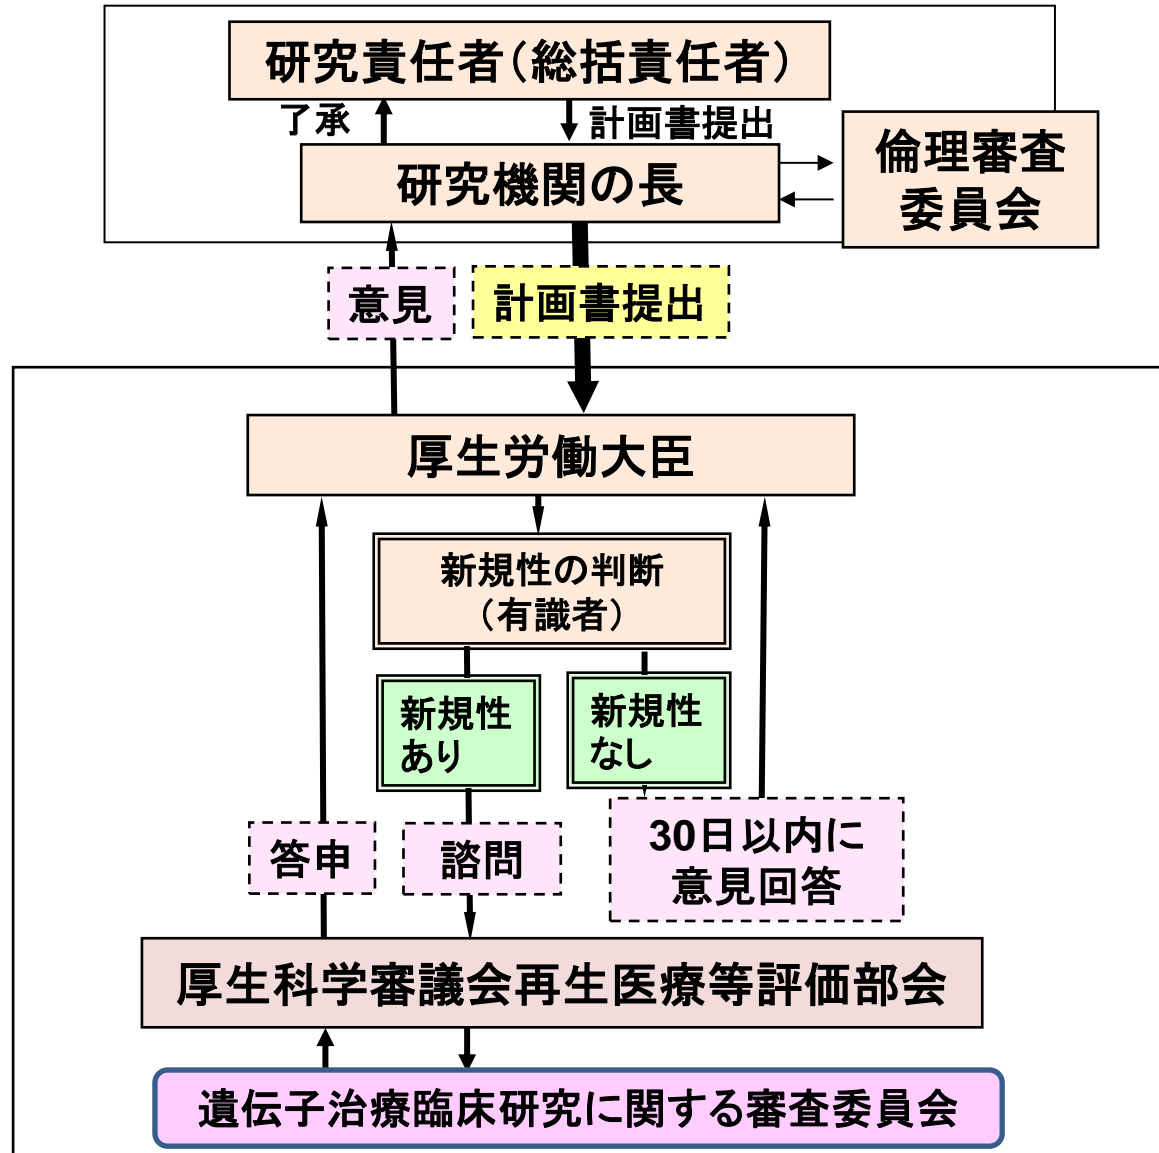 研究責任者（総括責任者）
了承
計画書提出
研究機関の長
倫理審査
委員会
意見
計画書提出
厚生労働大臣
新規性の判断
（有識者）
新規性
あり
新規性
なし
答申
諮問
30日以内に
意見回答
厚生科学審議会再生医療等評価部会
遺伝子治療臨床研究に関する審査委員会